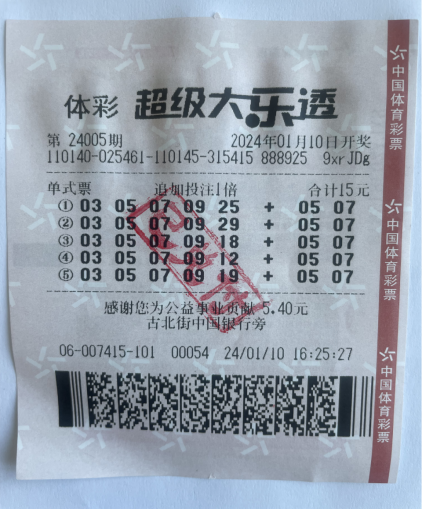 体彩 超级大乐透
第 24005期 2024年01月10日开奖
110140-025461-110145-315415 888925 9xrJDg
单式票 追加投注1倍 合计15元
① 03 05 07 09 25 + 05 07
② 03 05 07 09 29 + 05 07
③ 03 05 07 09 18 + 05 07
④ 03 05 07 09 12 + 05 07
⑤ 03 05 07 09 19 + 05 07
感谢您为公益事业贡献 5.40元
古北街中国银行旁
06-007415-101 00054 24/01/10 16:25:27
中国体育彩票
中国体育彩票
中国体育彩票
已兑付